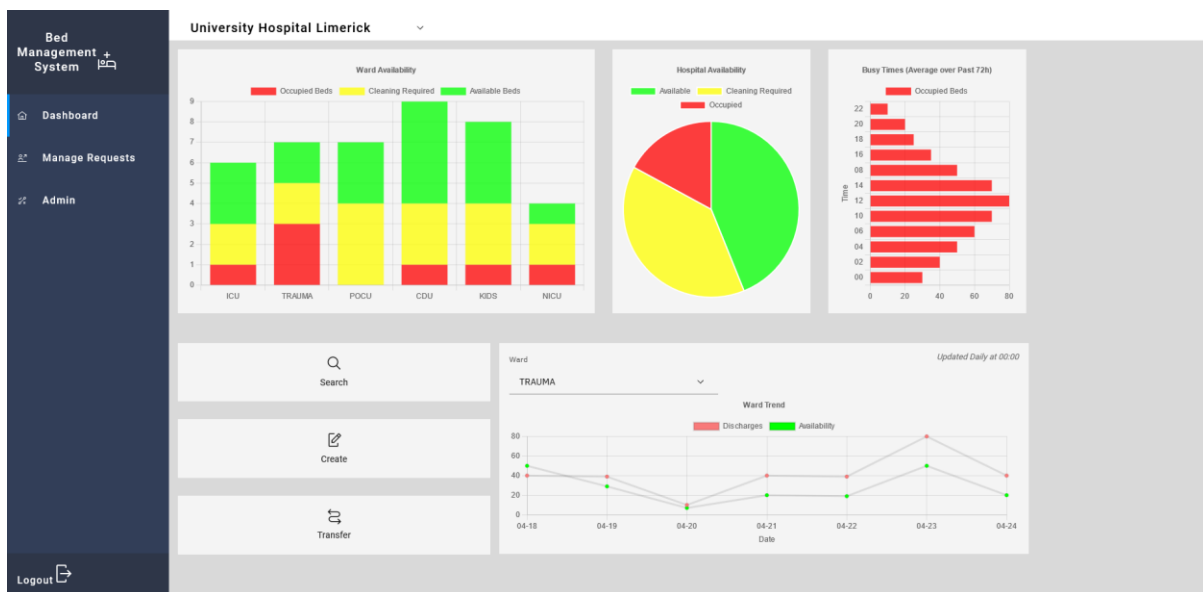 Bed
Management
System
University Hospital Limerick
Dashboard
Manage Requests
Admin
Logout
Ward Availability
Occupied Beds Cleaning Required Available Beds
9
8
7
6
5
4
3
2
1
0
ICU TRAUMA POCU CDU KIDS NICU
Hospital Availability
Available Cleaning Required
Occupied
Busy Times (Average over Past 72h)
Occupied Beds
Time
22
20
18
16
08
14
12
10
06
04
02
00
0 20 40 60 80
Search
Create
Transfer
Ward
Updated Daily at 00:00
TRAUMA
Ward Trend
Discharges Availability
80
60
40
20
0
04-18 04-19 04-20 04-21 04-22 04-23 04-24
Date